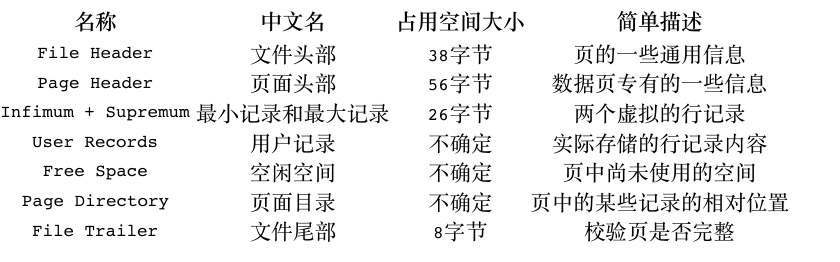 名称 中文名 占用空间大小 简单描述
File Header 文件头部 38字节 页的一些通用信息
Page Header 页面头部 56字节 数据页专有的一些信息
Infimum + Supremum 最小记录和最大记录 26字节 两个虚拟的行记录
User Records 用户记录 不确定 实际存储的行记录内容
Free Space 空闲空间 不确定 页中尚未使用的空间
Page Directory 页面目录 不确定 页中的某些记录的相对位置
File Trailer 文件尾部 8字节 校验页是否完整